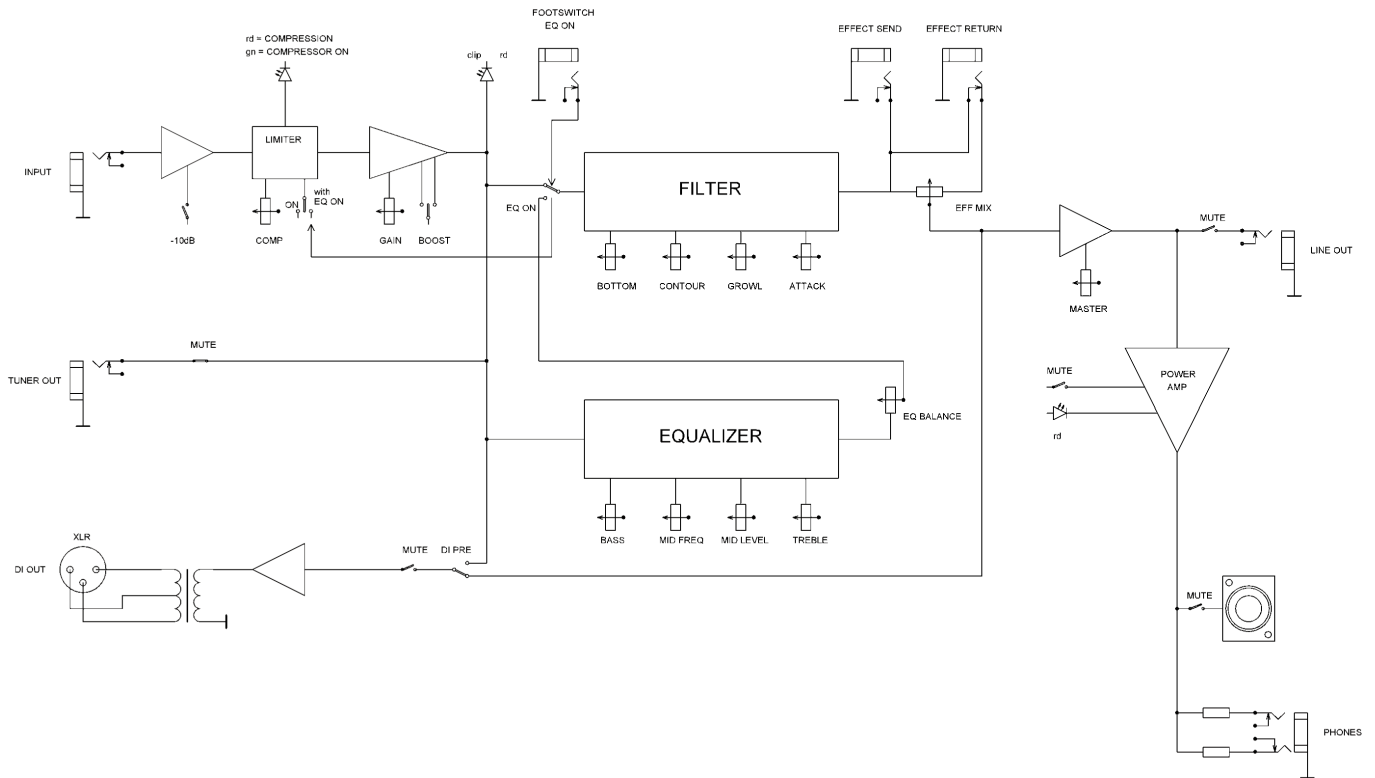 FOOTSWITCH
EQ ON
EFFECT SEND
EFFECT RETURN
rd = COMPRESSION
gn = COMPRESSOR ON
clip rd
LIMITER
INPUT
FILTER
with
EQ ON
ON
EQ ON
EFF MIX
MUTE
-10dB
COMP
GAIN
BOOST
LINE OUT
BOTTOM
CONTOUR
GROWL
ATTACK
MASTER
MUTE
TUNER OUT
MUTE
POWER
AMP
EQ BALANCE
EQUALIZER
rd
BASS
MID FREQ
MID LEVEL
TREBLE
XLR
MUTE
DI PRE
DI OUT
MUTE
PHONES